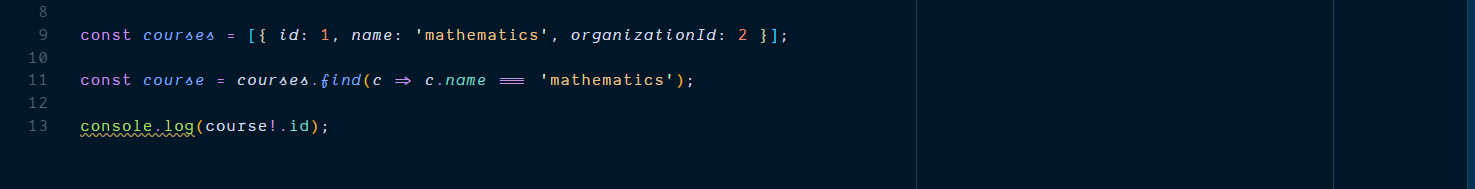 8
9 const courses = [{ id: 1, name: 'mathematics', organizationId: 2 }];
10
11 const course = courses.find(c => c.name === 'mathematics');
12
13 console.log(course!.id);